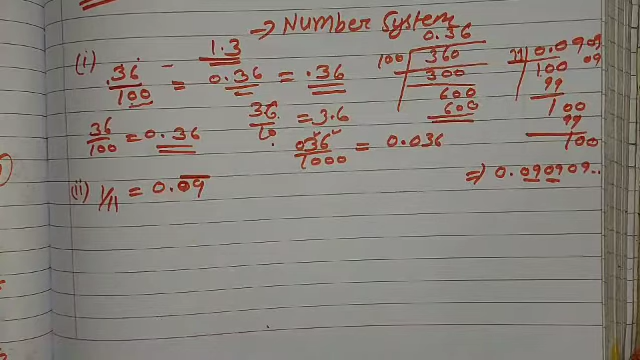 => Number System
1.3
(i) .36/100 = 0.36 = .36
36/100 = 0.36
36/10 = 3.6
036/1000 = 0.036
0.36
100 360
300
600
600
11 0.0909
100 09
99
100
99
100
=> 0.090909..
(ii) 1/11 = 0.0̅9̅